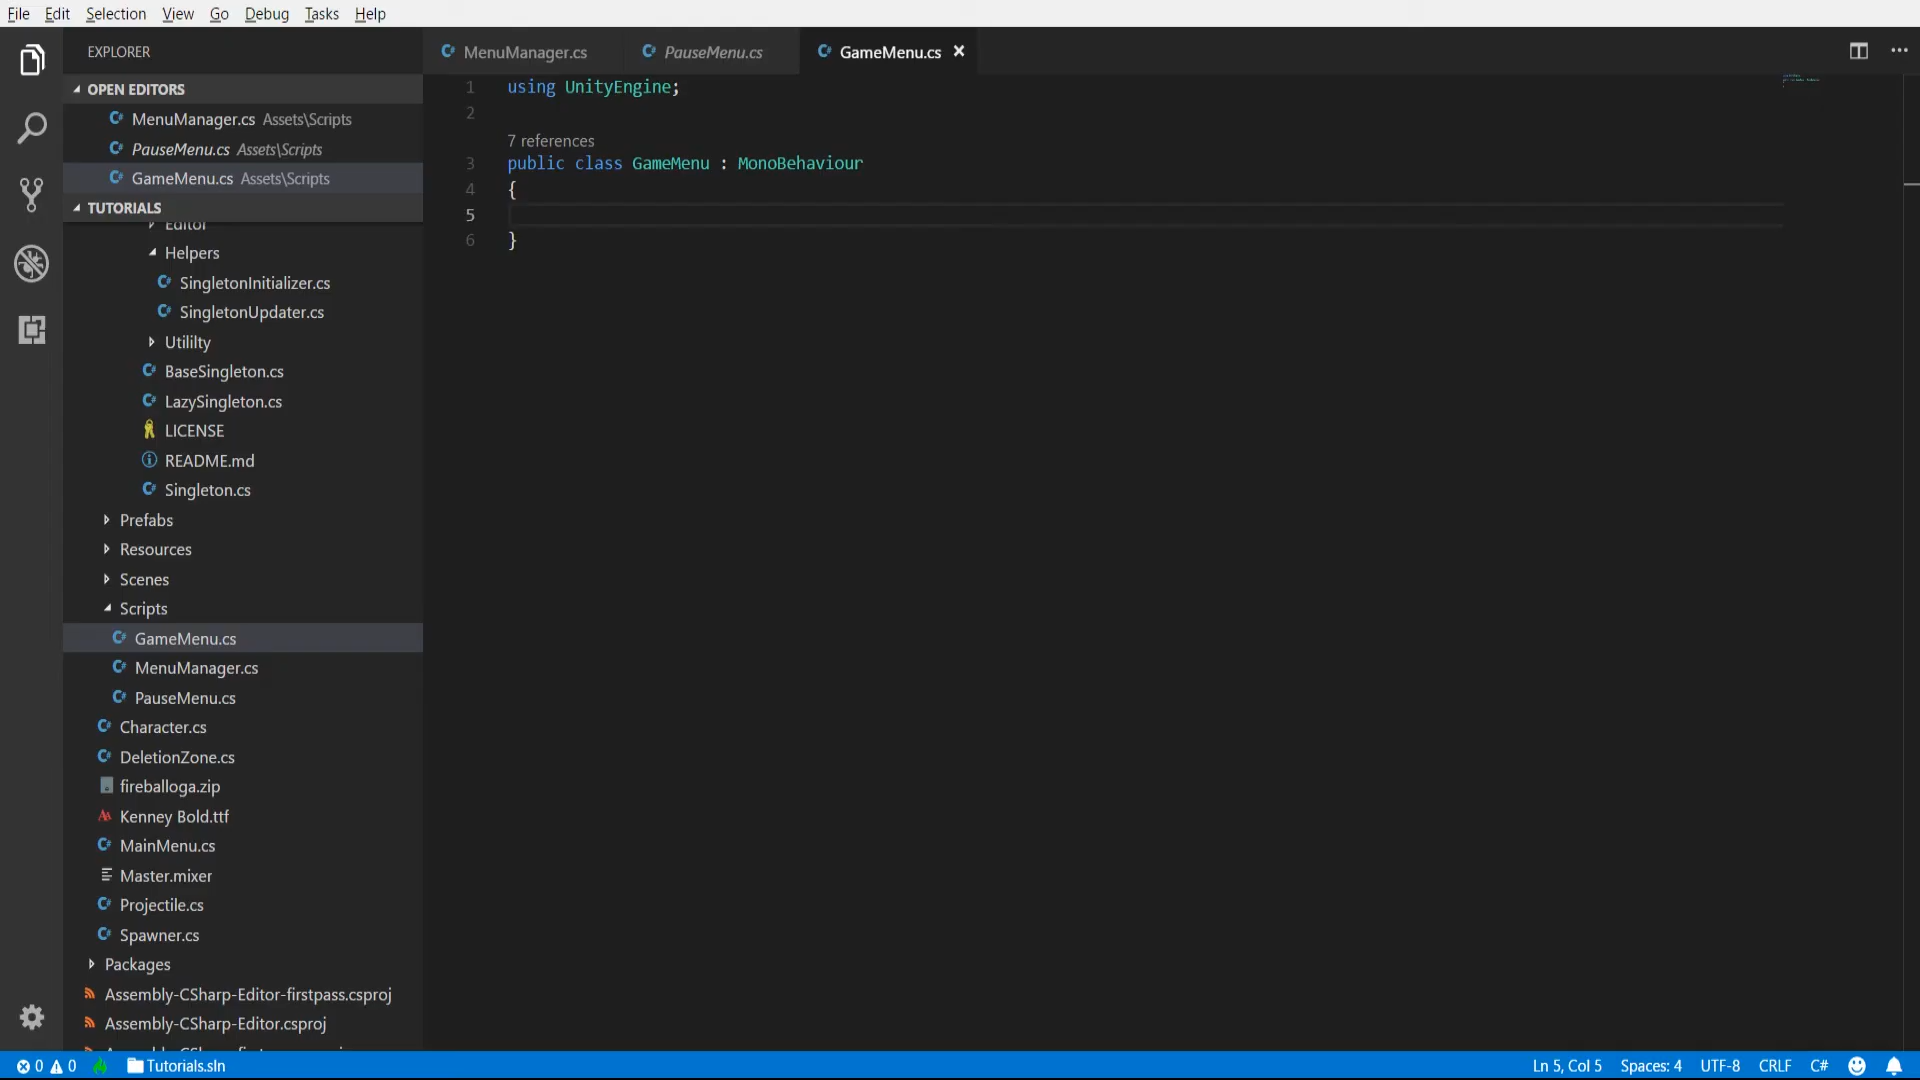 File Edit Selection View Go Debug Tasks Help
EXPLORER
OPEN EDITORS
MenuManager.cs Assets\Scripts
PauseMenu.cs Assets\Scripts
GameMenu.cs Assets\Scripts
TUTORIALS
Editor
Helpers
SingletonInitializer.cs
SingletonUpdater.cs
Utililty
BaseSingleton.cs
LazySingleton.cs
LICENSE
README.md
Singleton.cs
Prefabs
Resources
Scenes
Scripts
GameMenu.cs
MenuManager.cs
PauseMenu.cs
Character.cs
DeletionZone.cs
fireballoga.zip
Kenney Bold.ttf
MainMenu.cs
Master.mixer
Projectile.cs
Spawner.cs
Packages
Assembly-CSharp-Editor-firstpass.csproj
Assembly-CSharp-Editor.csproj
MenuManager.cs PauseMenu.cs GameMenu.cs
1 using UnityEngine;
2
7 references
3 public class GameMenu : MonoBehaviour
4 {
5
6 }
0 0 Tutorials.sln Ln 5, Col 5 Spaces: 4 UTF-8 CRLF C#